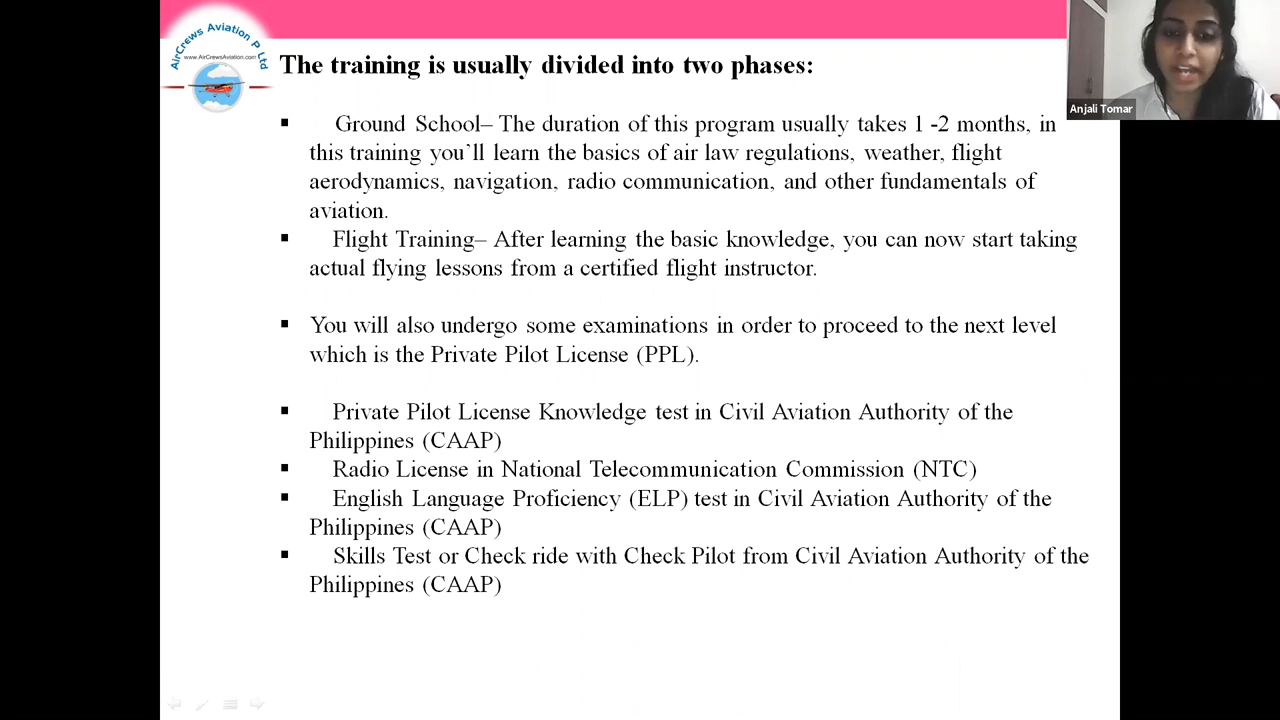 AirCrews Aviation P Ltd
www.AirCrewsAviation.com
The training is usually divided into two phases:
Anjali Tomar
▪ Ground School– The duration of this program usually takes 1 -2 months, in
this training you’ll learn the basics of air law regulations, weather, flight
aerodynamics, navigation, radio communication, and other fundamentals of
aviation.
▪ Flight Training– After learning the basic knowledge, you can now start taking
actual flying lessons from a certified flight instructor.
▪ You will also undergo some examinations in order to proceed to the next level
which is the Private Pilot License (PPL).
▪ Private Pilot License Knowledge test in Civil Aviation Authority of the
Philippines (CAAP)
▪ Radio License in National Telecommunication Commission (NTC)
▪ English Language Proficiency (ELP) test in Civil Aviation Authority of the
Philippines (CAAP)
▪ Skills Test or Check ride with Check Pilot from Civil Aviation Authority of the
Philippines (CAAP)